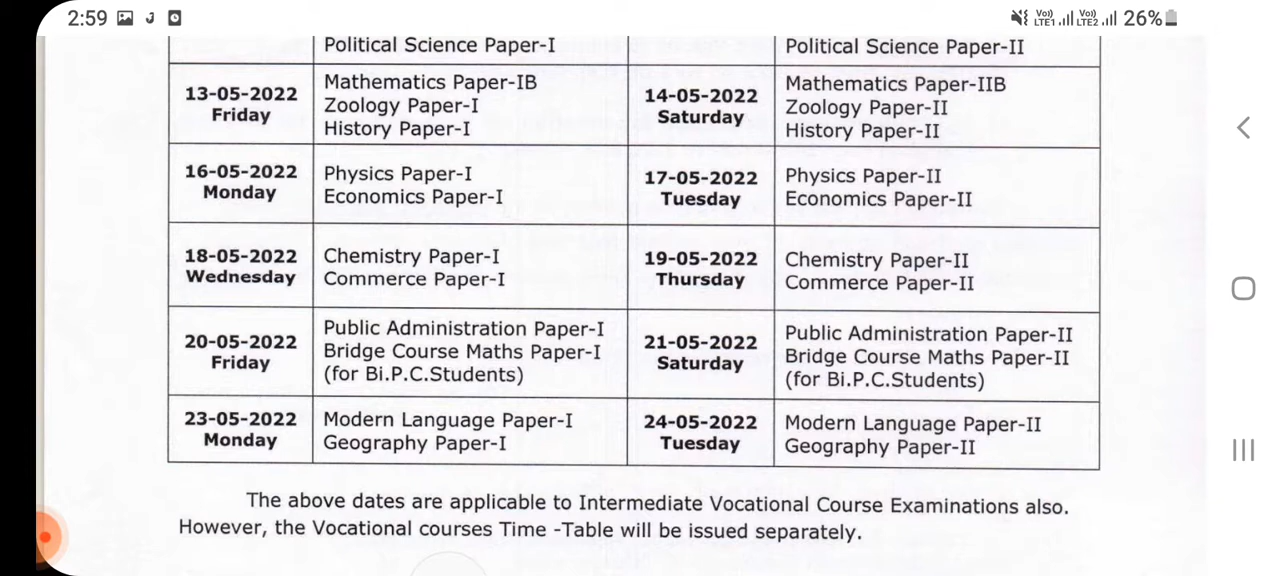 2:59
Vo)) LTE1 Vo)) LTE2 26%
Political Science Paper-I
Political Science Paper-II
13-05-2022
Friday
Mathematics Paper-IB
Zoology Paper-I
History Paper-I
14-05-2022
Saturday
Mathematics Paper-IIB
Zoology Paper-II
History Paper-II
16-05-2022
Monday
Physics Paper-I
Economics Paper-I
17-05-2022
Tuesday
Physics Paper-II
Economics Paper-II
18-05-2022
Wednesday
Chemistry Paper-I
Commerce Paper-I
19-05-2022
Thursday
Chemistry Paper-II
Commerce Paper-II
20-05-2022
Friday
Public Administration Paper-I
Bridge Course Maths Paper-I
(for Bi.P.C.Students)
21-05-2022
Saturday
Public Administration Paper-II
Bridge Course Maths Paper-II
(for Bi.P.C.Students)
23-05-2022
Monday
Modern Language Paper-I
Geography Paper-I
24-05-2022
Tuesday
Modern Language Paper-II
Geography Paper-II
The above dates are applicable to Intermediate Vocational Course Examinations also.
However, the Vocational courses Time -Table will be issued separately.